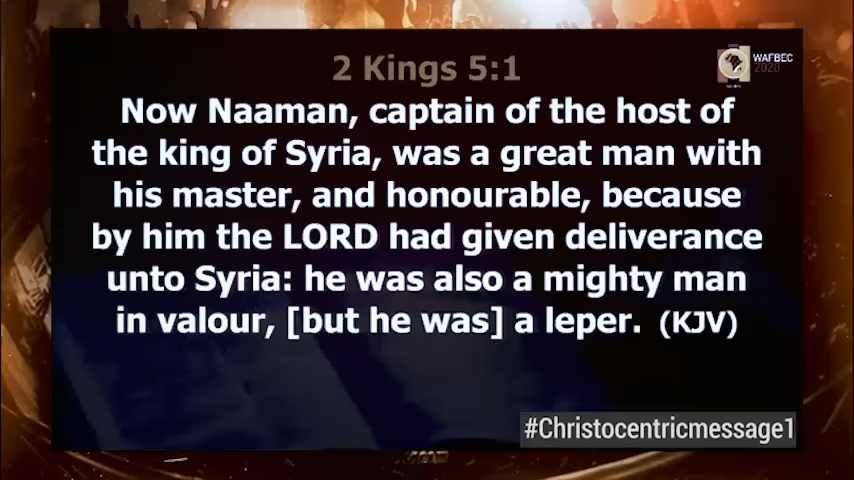 2 Kings 5:1
WAFBEC
2020
Now Naaman, captain of the host of
the king of Syria, was a great man with
his master, and honourable, because
by him the LORD had given deliverance
unto Syria: he was also a mighty man
in valour, [but he was] a leper. (KJV)
#Christocentricmessage1